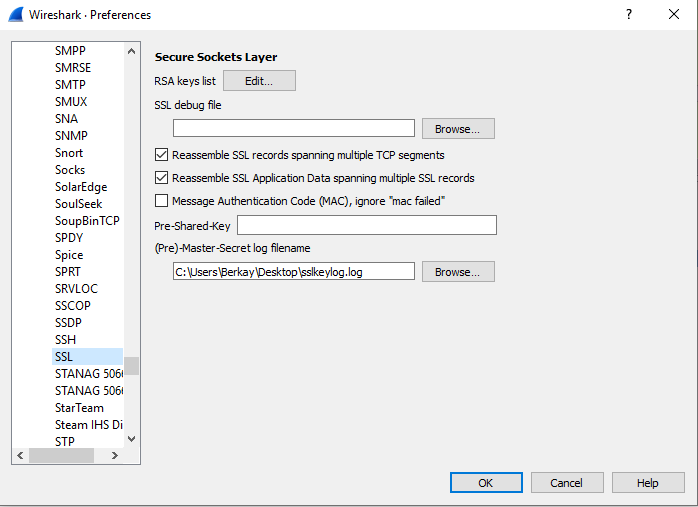 Wireshark · Preferences
?
SMPP
SMRSE
SMTP
SMUX
SNA
SNMP
Snort
Socks
SolarEdge
SoulSeek
SoupBinTCP
SPDY
Spice
SPRT
SRVLOC
SSCOP
SSDP
SSH
SSL
STANAG 506
STANAG 506
StarTeam
Steam IHS Di
STP
Secure Sockets Layer
RSA keys list Edit...
SSL debug file
Browse...
Reassemble SSL records spanning multiple TCP segments
Reassemble SSL Application Data spanning multiple SSL records
Message Authentication Code (MAC), ignore "mac failed"
Pre-Shared-Key
(Pre)-Master-Secret log filename
C:\Users\Berkay\Desktop\sslkeylog.log Browse...
OK Cancel Help